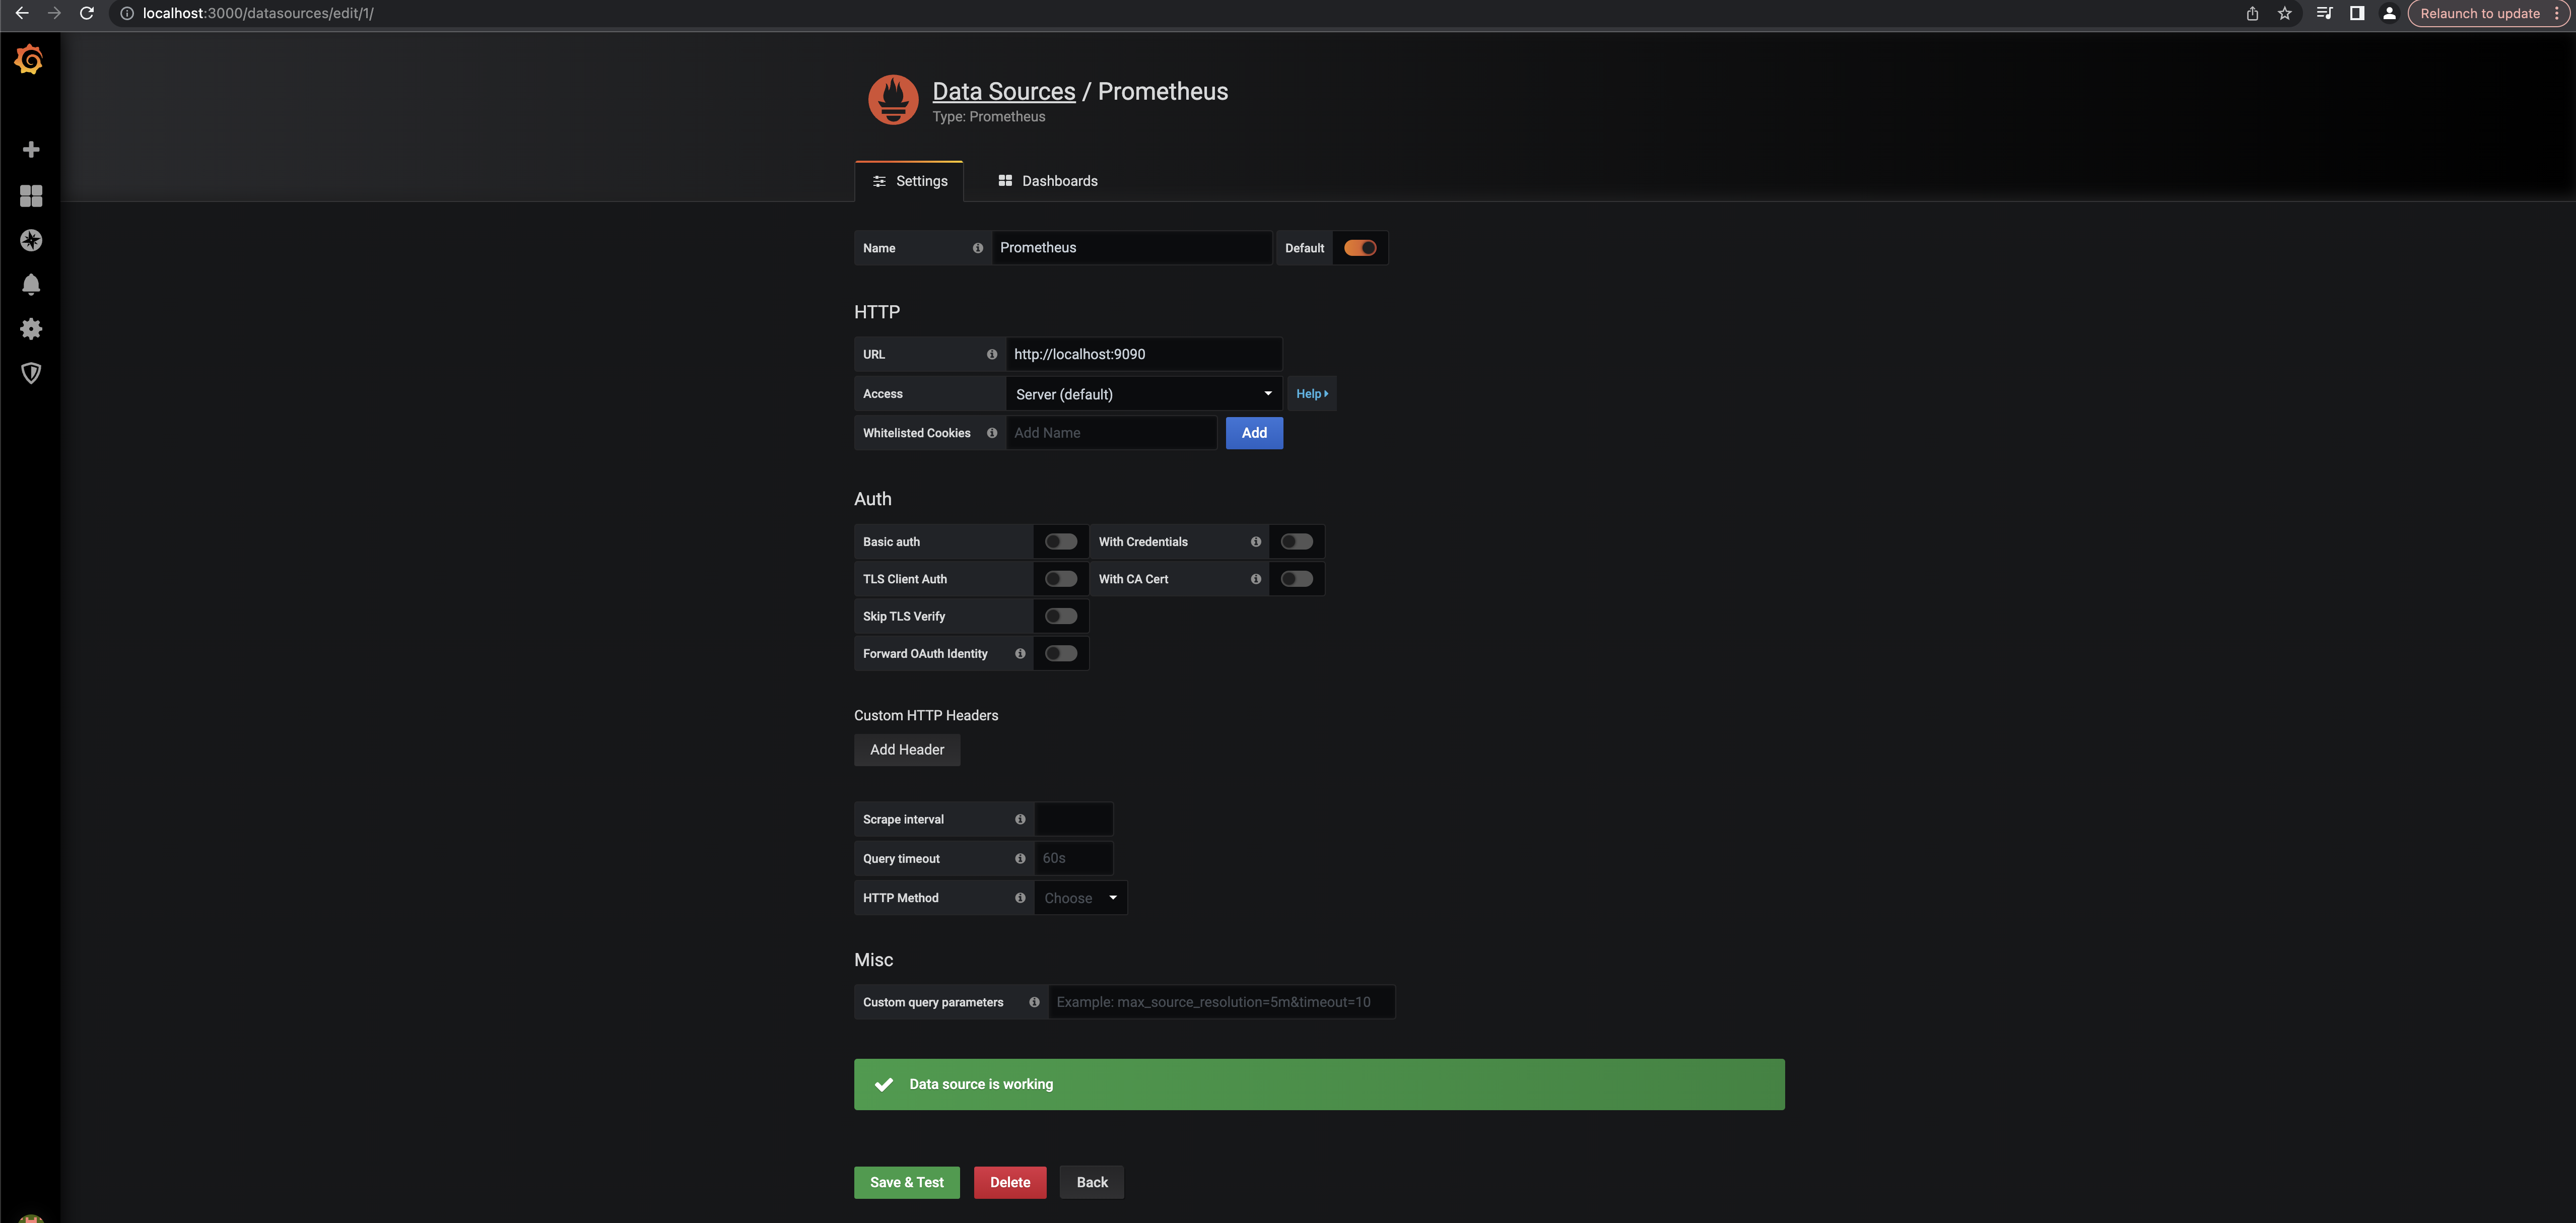 localhost:3000/datasources/edit/1/
Relaunch to update
Data Sources / Prometheus
Type: Prometheus
Settings
Dashboards
Name
Prometheus
Default
HTTP
URL
http://localhost:9090
Access
Server (default)
Help
Whitelisted Cookies
Add Name
Add
Auth
Basic auth
With Credentials
TLS Client Auth
With CA Cert
Skip TLS Verify
Forward OAuth Identity
Custom HTTP Headers
Add Header
Scrape interval
Query timeout
60s
HTTP Method
Choose
Misc
Custom query parameters
Example: max_source_resolution=5m&timeout=10
Data source is working
Save & Test
Delete
Back